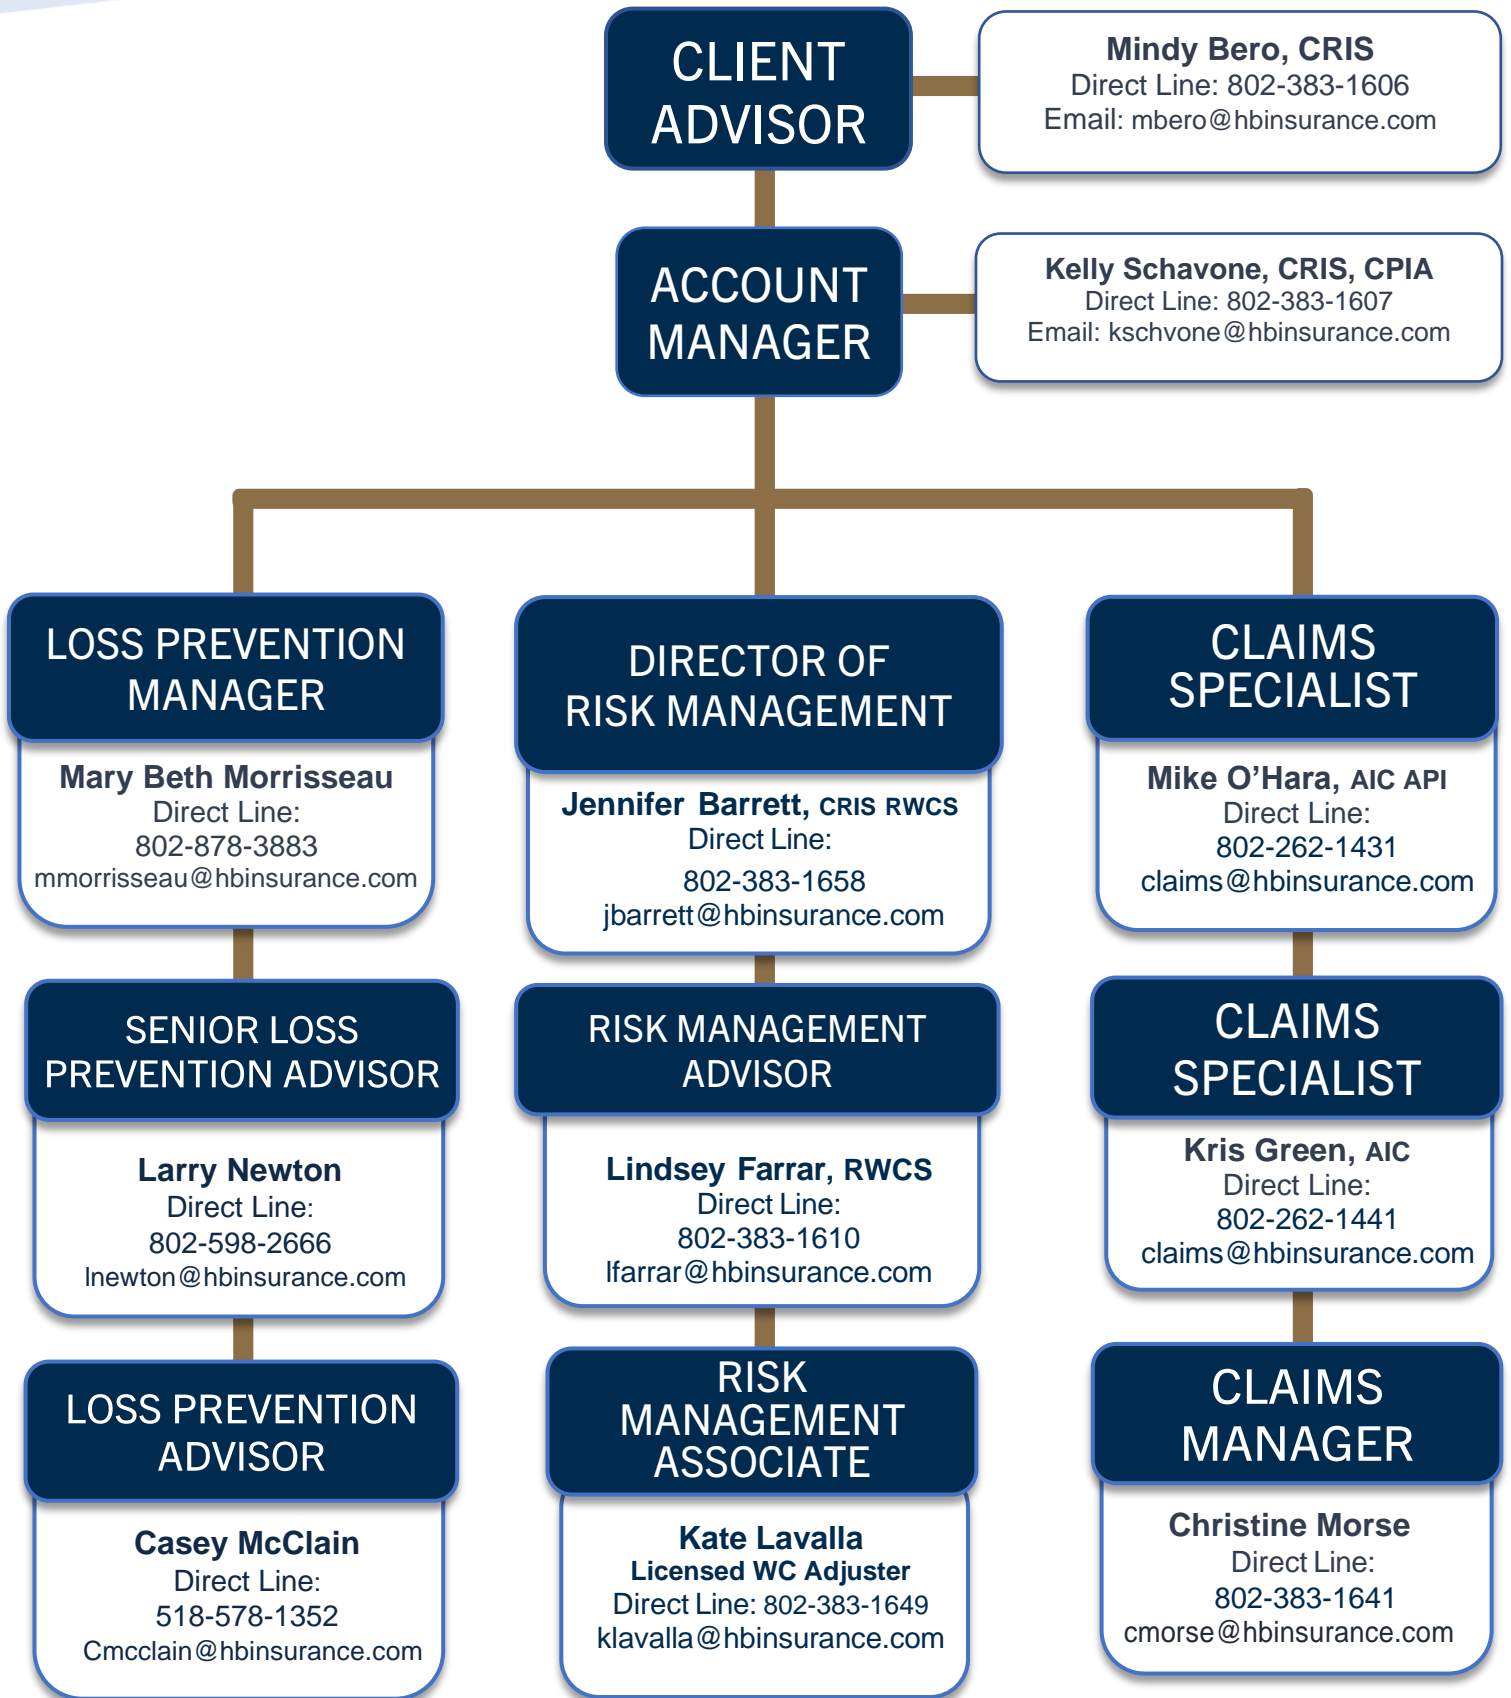 CLIENT
ADVISOR
Mindy Bero, CRIS
Direct Line: 802-383-1606
Email: mbero@hbinsurance.com
ACCOUNT
MANAGER
Kelly Schavone, CRIS, CPIA
Direct Line: 802-383-1607
Email: kschvone@hbinsurance.com
LOSS PREVENTION
MANAGER
Mary Beth Morrisseau
Direct Line:
802-878-3883
mmorrisseau@hbinsurance.com
SENIOR LOSS
PREVENTION ADVISOR
Larry Newton
Direct Line:
802-598-2666
lnewton@hbinsurance.com
LOSS PREVENTION
ADVISOR
Casey McClain
Direct Line:
518-578-1352
Cmcclain@hbinsurance.com
DIRECTOR OF
RISK MANAGEMENT
Jennifer Barrett, CRIS RWCS
Direct Line:
802-383-1658
jbarrett@hbinsurance.com
RISK MANAGEMENT
ADVISOR
Lindsey Farrar, RWCS
Direct Line:
802-383-1610
lfarrar@hbinsurance.com
RISK
MANAGEMENT
ASSOCIATE
Kate Lavalla
Licensed WC Adjuster
Direct Line: 802-383-1649
klavalla@hbinsurance.com
CLAIMS
SPECIALIST
Mike O’Hara, AIC API
Direct Line:
802-262-1431
claims@hbinsurance.com
CLAIMS
SPECIALIST
Kris Green, AIC
Direct Line:
802-262-1441
claims@hbinsurance.com
CLAIMS
MANAGER
Christine Morse
Direct Line:
802-383-1641
cmorse@hbinsurance.com